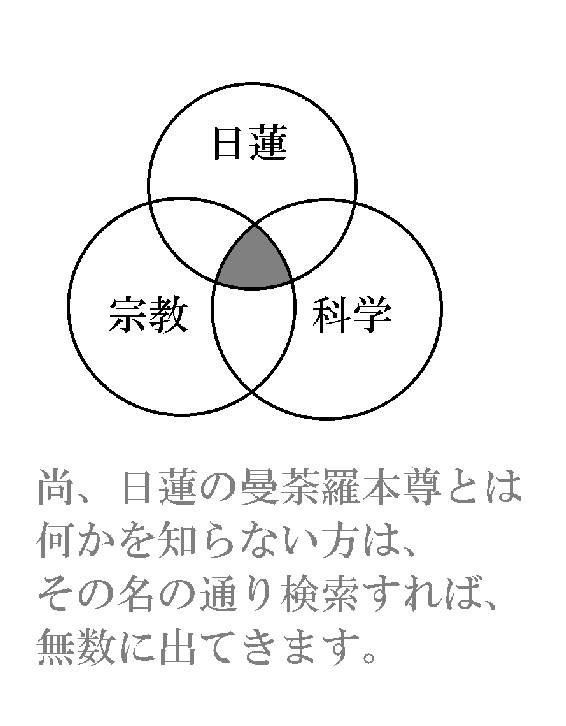 日蓮
宗教
科学
尚、日蓮の曼荼羅本尊とは
何かを知らない方は、
その名の通り検索すれば、
無数に出てきます。